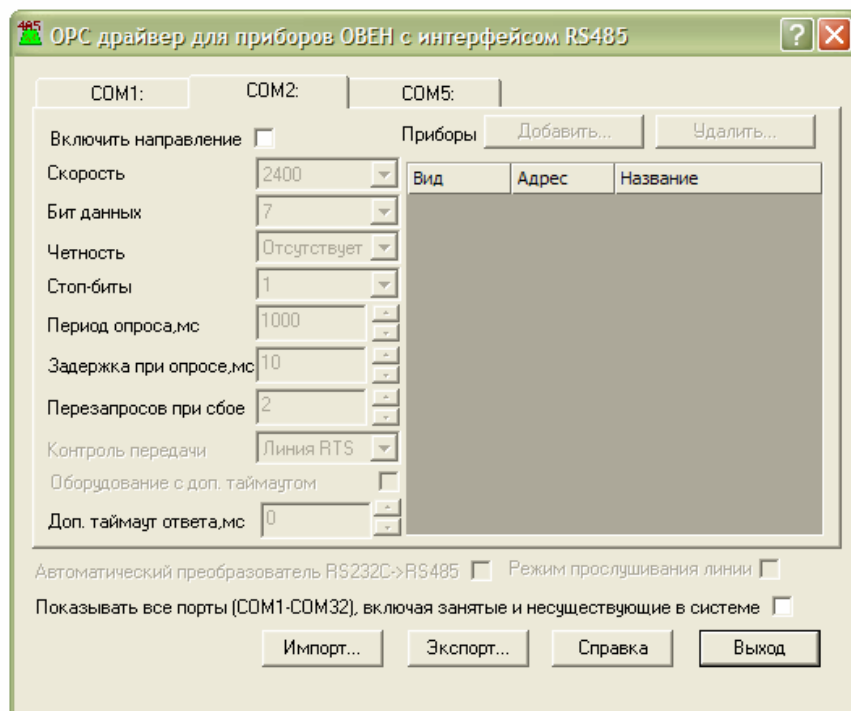 485
OPC драйвер для приборов ОВЕН с интерфейсом RS485
COM1:
COM2:
COM5:
Включить направление
Приборы
Добавить...
Удалить...
Скорость
2400
Вид
Адрес
Название
Бит данных
7
Четность
Отсутствует
Стоп-биты
1
Период опроса,мс
1000
Задержка при опросе,мс
10
Перезапросов при сбое
2
Контроль передачи
Линия RTS
Оборудование с доп. таймаутом
Доп. таймаут ответа,мс
0
Автоматический преобразователь RS232C->RS485
Режим прослушивания линии
Показывать все порты (COM1-COM32), включая занятые и несуществующие в системе
Импорт...
Экспорт...
Справка
Выход